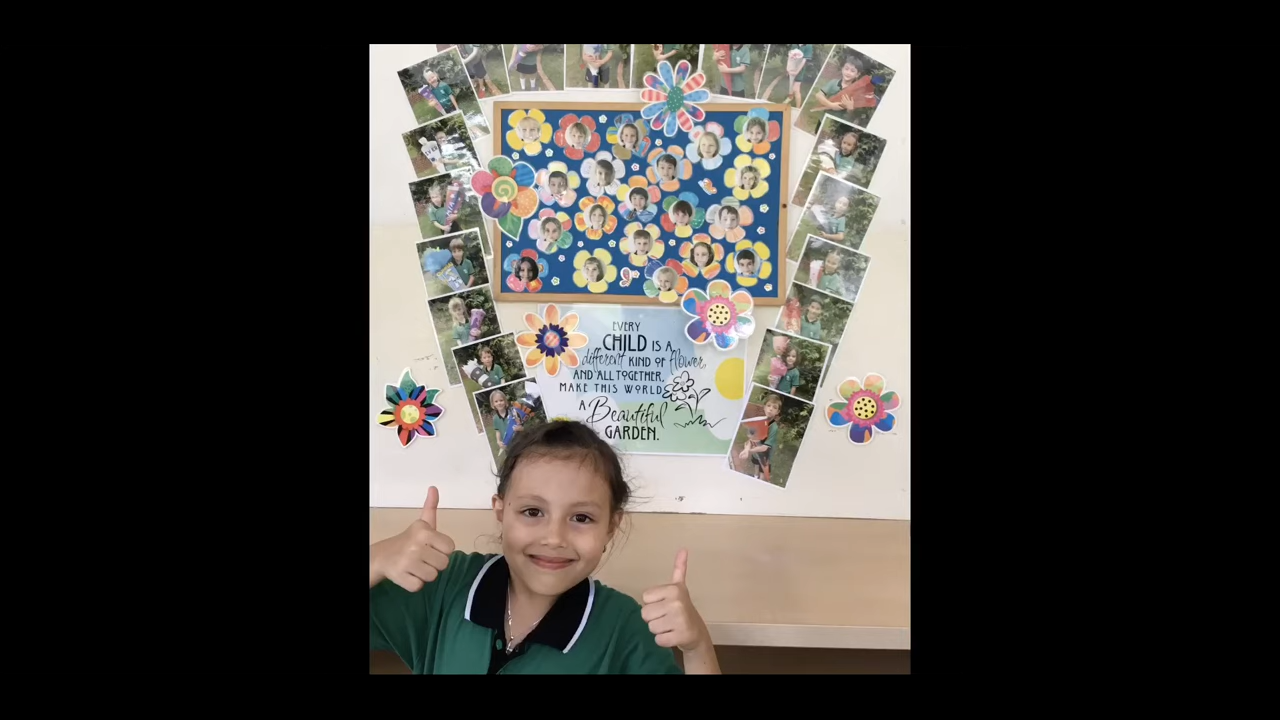 EVERY
CHILD IS A
different KIND OF flower,
AND ALL TOGETHER,
MAKE THIS WORLD
A Beautiful
GARDEN.